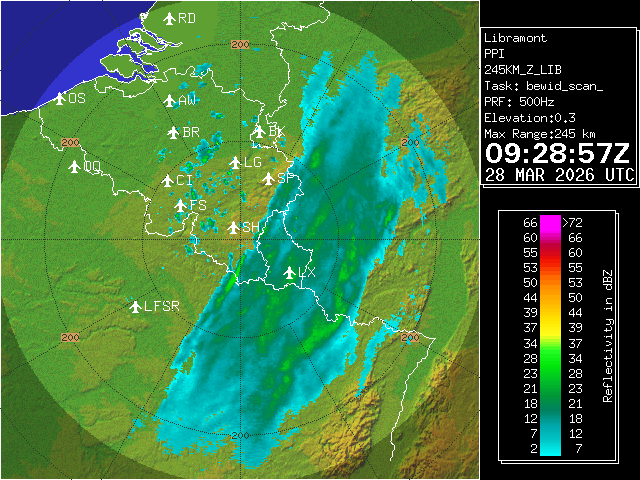 RD
200
OS
AW
BR
BK
200
200
QQ
LG
CI
SP
FS
SH
LX
LFSR
200
200
200
Libramont
PPI
245KM_Z_LIB
Task: bewid_scan_
PRF: 500Hz
Elevation:0.3
Max Range:245 km
09:28:57Z
28 MAR 2026 UTC
66 >72
60 66
55 60
53 55
50 53
44 50
39 44
37 39
34 37
28 34
23 28
21 23
18 21
12 18
7 12
2 7
Reflectivity in dBZ